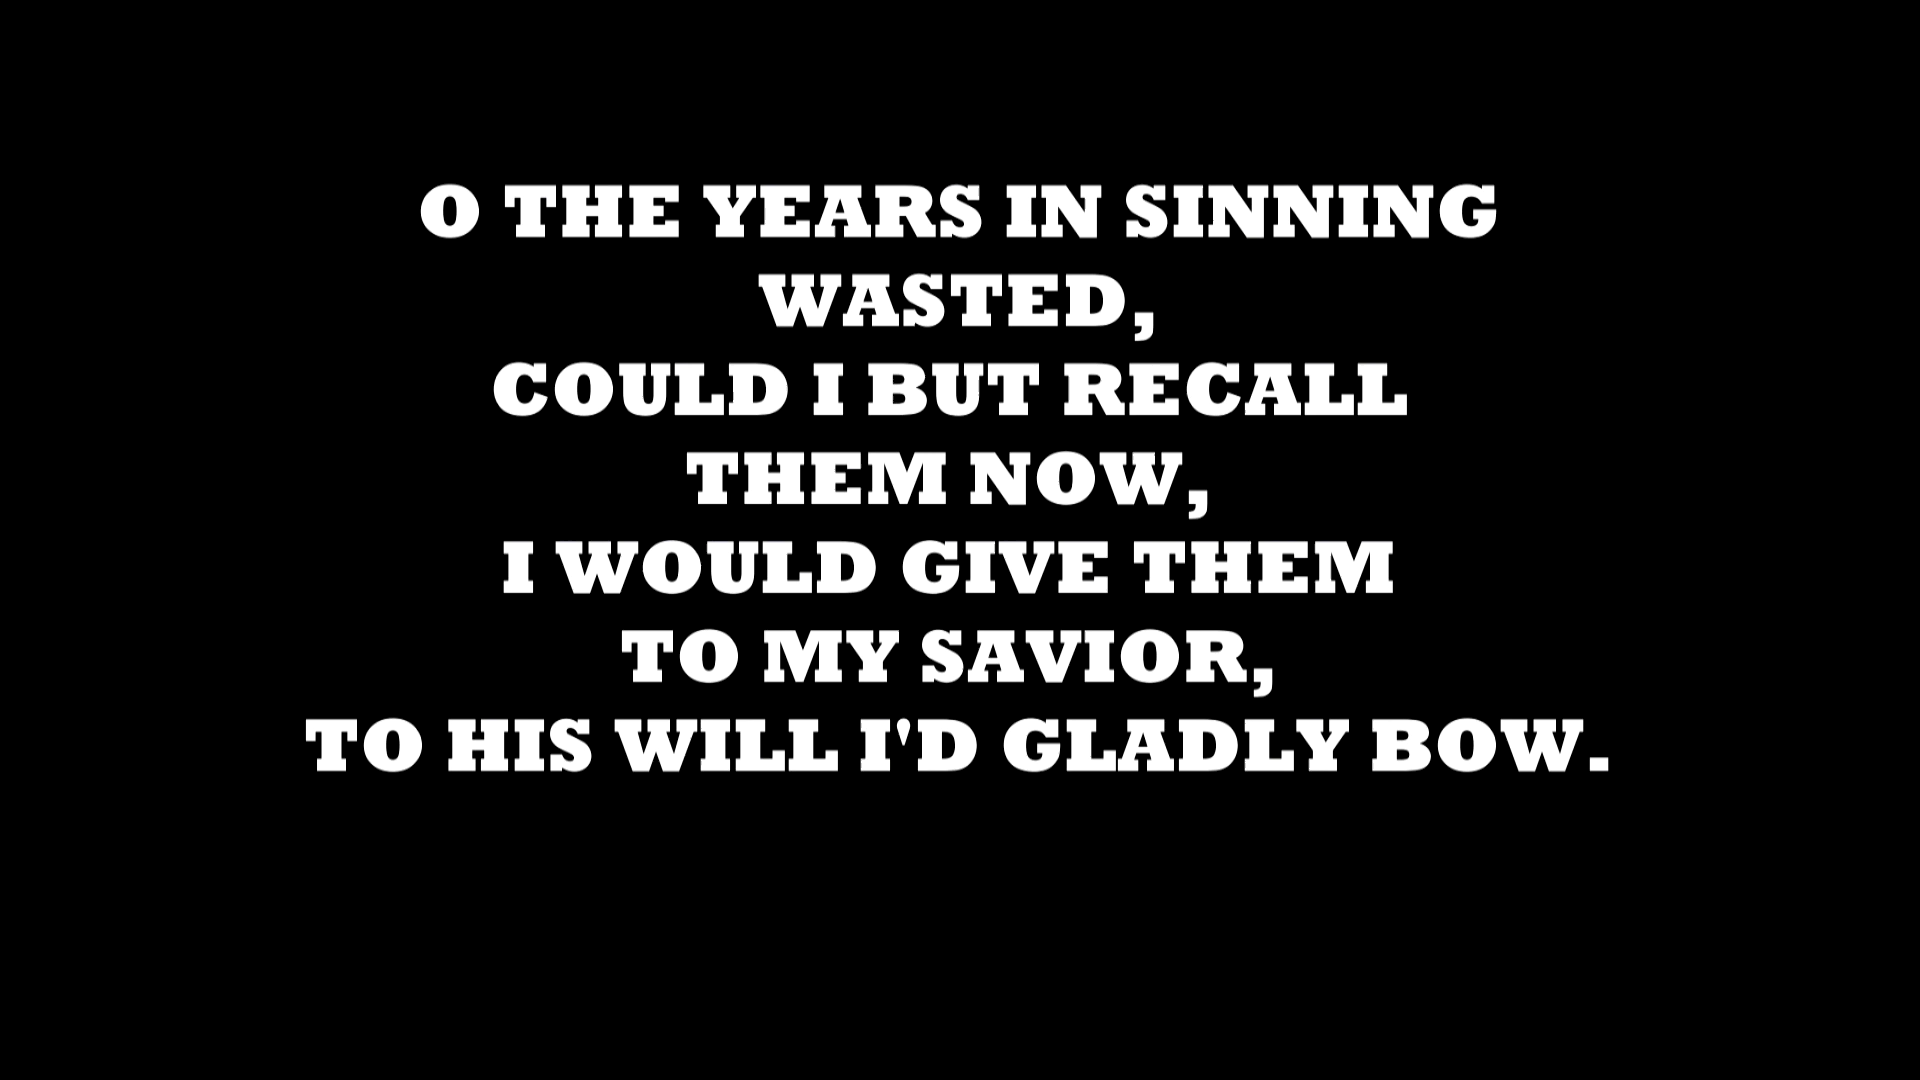 O THE YEARS IN SINNING
WASTED,
COULD I BUT RECALL
THEM NOW,
I WOULD GIVE THEM
TO MY SAVIOR,
TO HIS WILL I'D GLADLY BOW.